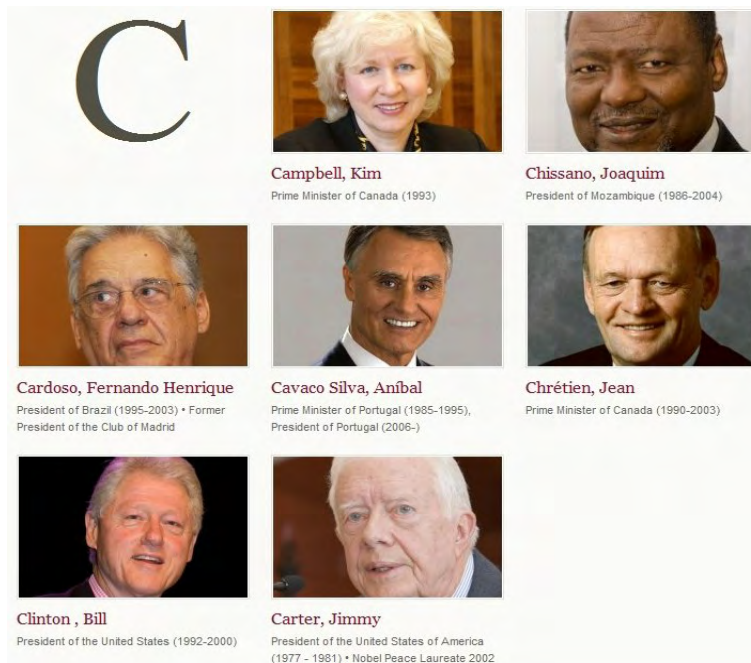 C
Campbell, Kim
Prime Minister of Canada (1993)
Chissano, Joaquim
President of Mozambique (1986-2004)
Cardoso, Fernando Henrique
President of Brazil (1995-2003) • Former
President of the Club of Madrid
Cavaco Silva, Aníbal
Prime Minister of Portugal (1985-1995),
President of Portugal (2006-)
Chrétien, Jean
Prime Minister of Canada (1990-2003)
Clinton , Bill
President of the United States (1992-2000)
Carter, Jimmy
President of the United States of America
(1977 - 1981) • Nobel Peace Laureate 2002